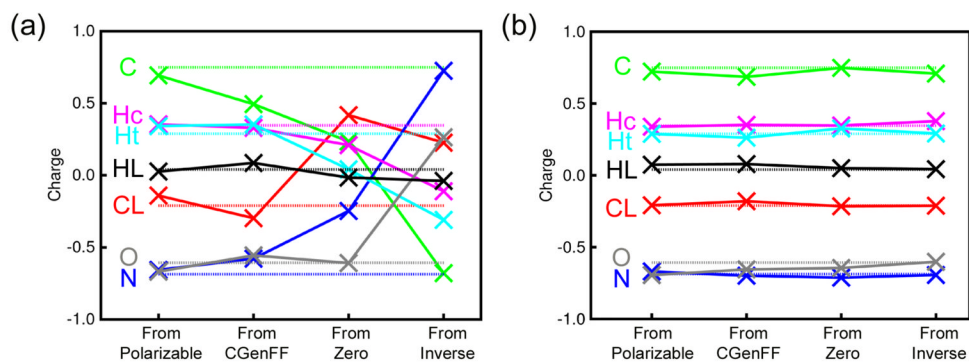 (a)
1.0
0.5
0.0
-0.5
-1.0
Charge
C
Hc
Ht
HL
CL
O
N
From
Polarizable
From
CGenFF
From
Zero
From
Inverse
(b)
1.0
0.5
0.0
-0.5
-1.0
Charge
C
Hc
Ht
HL
CL
O
N
From
Polarizable
From
CGenFF
From
Zero
From
Inverse